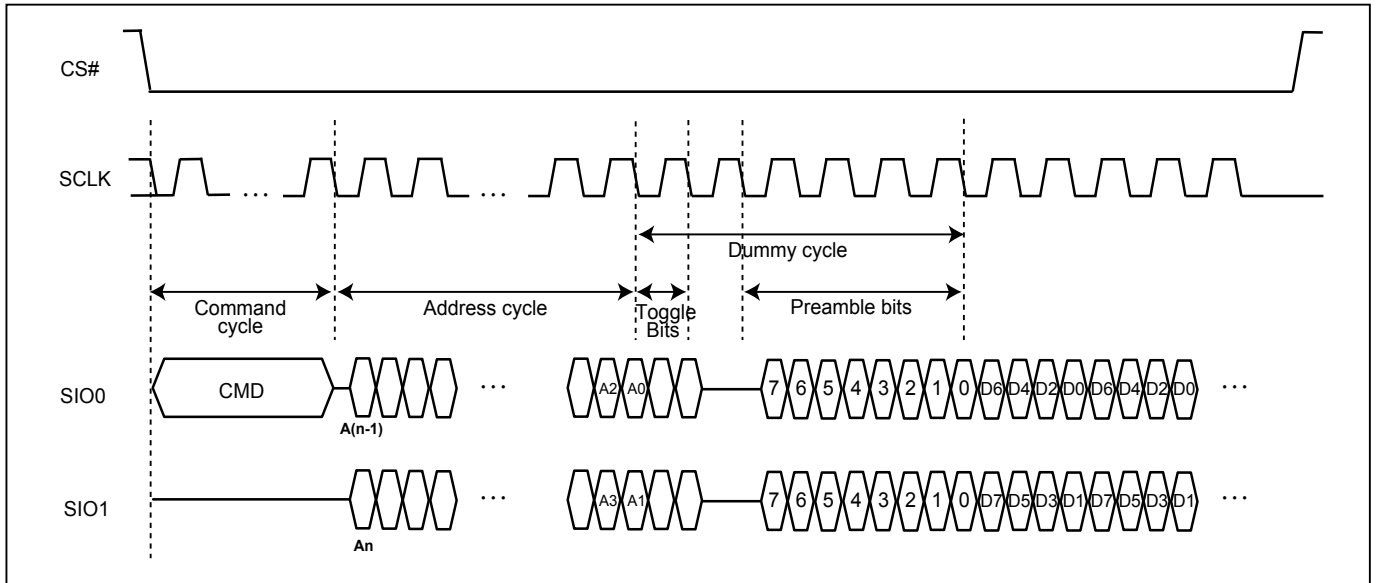 CS#
SCLK ... ...
Dummy cycle
Command cycle
Address cycle
Toggle Bits
Preamble bits
SIO0 CMD ... A2 A0 7 6 5 4 3 2 1 0 D6 D4 D2 D0 D6 D4 D2 D0 ...
A(n-1)
SIO1 ... A3 A1 7 6 5 4 3 2 1 0 D7 D5 D3 D1 D7 D5 D3 D1 ...
An